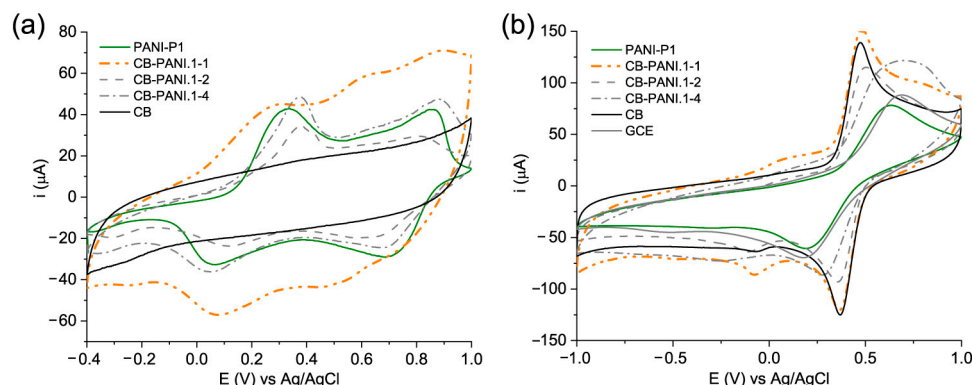 (a)
PANI-P1
CB-PANI.1-1
CB-PANI.1-2
CB-PANI.1-4
CB
80
60
40
20
0
−20
−40
−60
i (µA)
−0.4
−0.2
0.0
0.2
0.4
0.6
0.8
1.0
E (V) vs Ag/AgCl
(b)
PANI-P1
CB-PANI.1-1
CB-PANI.1-2
CB-PANI.1-4
CB
GCE
150
100
50
0
−50
−100
−150
i (µA)
−1.0
−0.5
0.0
0.5
1.0
E (V) vs Ag/AgCl